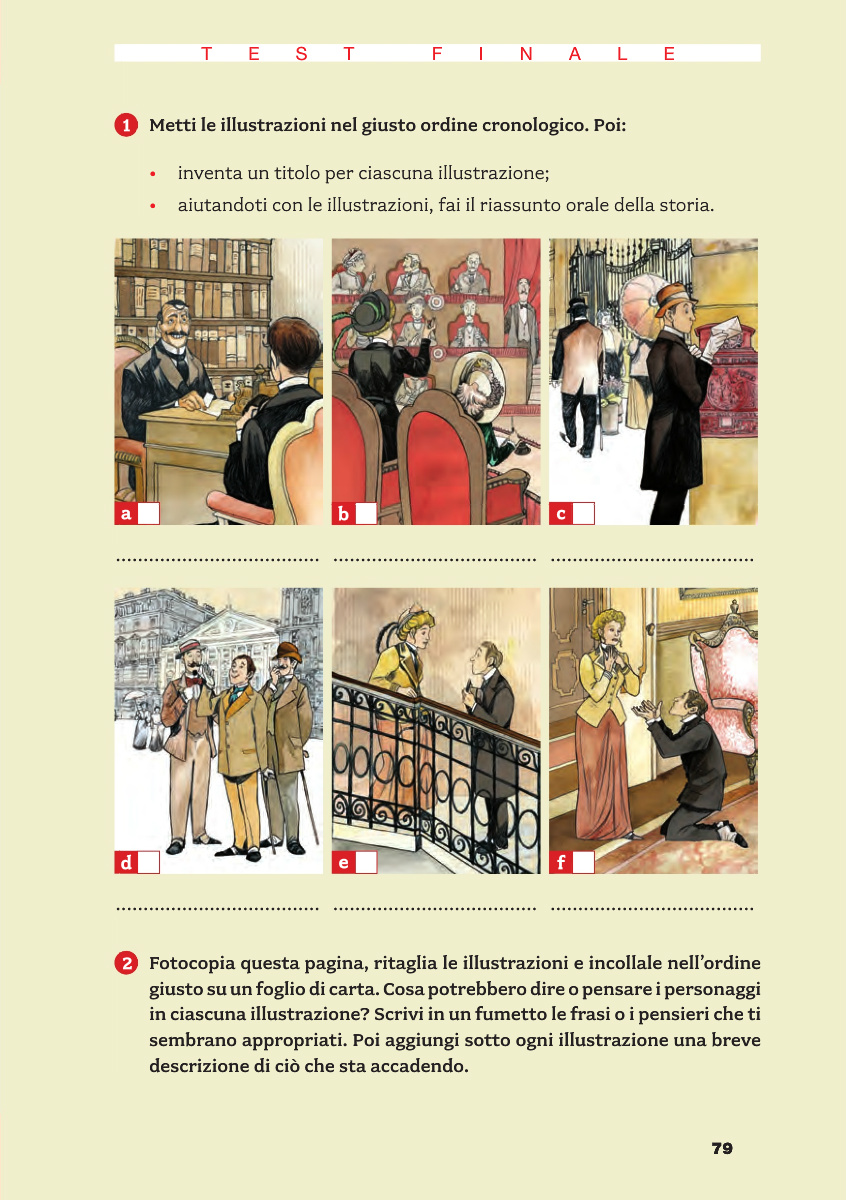 TEST FINALE
1 Metti le illustrazioni nel giusto ordine cronologico. Poi:
• inventa un titolo per ciascuna illustrazione;
• aiutandoti con le illustrazioni, fai il riassunto orale della storia.
a b c
.....................................  .....................................  .....................................
d e f
.....................................  .....................................  .....................................
2 Fotocopia questa pagina, ritaglia le illustrazioni e incollale nell’ordine
giusto su un foglio di carta. Cosa potrebbero dire o pensare i personaggi
in ciascuna illustrazione? Scrivi in un fumetto le frasi o i pensieri che ti
sembrano appropriati. Poi aggiungi sotto ogni illustrazione una breve
descrizione di ciò che sta accadendo.
79